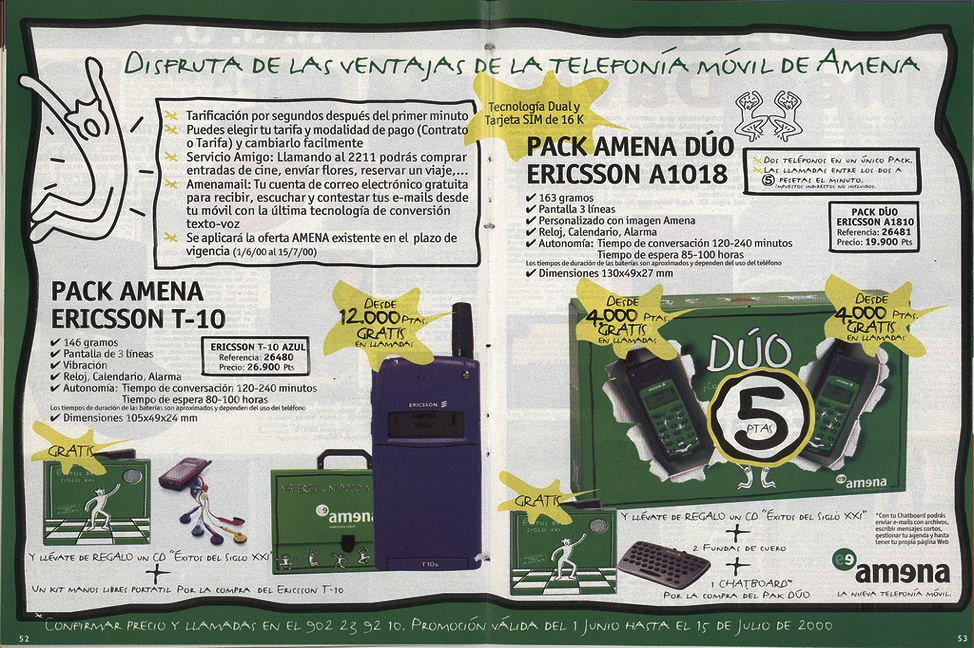 DISFRUTA DE LAS VENTAJAS DE LA TELEFONÍA MÓVIL DE AMENA
Tarificación por segundos después del primer minuto
Puedes elegir tu tarifa y modalidad de pago (Contrato
o Tarifa) y cambiarlo facilmente
Servicio Amigo: Llamando al 2211 podrás comprar
entradas de cine, envíar flores, reservar un viaje,...
Amenamail: Tu cuenta de correo electrónico gratuita
para recibir, escuchar y contestar tus e-mails desde
tu móvil con la última tecnología de conversión
texto-voz
Se aplicará la oferta AMENA existente en el plazo de
vigencia (1/6/00 al 15/7/00)
PACK AMENA
ERICSSON T-10
✔ 146 gramos
✔ Pantalla de 3 líneas
✔ Vibración
✔ Reloj, Calendario, Alarma
✔ Autonomía: Tiempo de conversación 120-240 minutos
Tiempo de espera 80-100 horas
Los tiempos de duración de las baterías son aproximados y dependen del uso del teléfono
✔ Dimensiones 105x49x24 mm
ERICSSON T-10 AZUL
Referencia: 26480
Precio: 26.900 Pts
DESDE
12.000 PTAS.
GRATIS
EN LLAMADAS
ERICSSON
AMENA
T10s
GRATIS
ÉXITOS DEL
SIGLO XXI
YA ERES UN POCO M
amena
Y LLÉVATE DE REGALO UN CD "ÉXITOS DEL SIGLO XXI"
+
UN KIT MANOS LIBRES PORTÁTIL POR LA COMPRA DEL ERICSSON T-10
Tecnología Dual y
Tarjeta SIM de 16 K
PACK AMENA DÚO
ERICSSON A1018
DOS TELÉFONOS EN UN ÚNICO PACK.
LAS LLAMADAS ENTRE LOS DOS A
5 PESETAS EL MINUTO.
IMPUESTOS INDIRECTOS NO INCLUIDOS.
✔ 163 gramos
✔ Pantalla 3 líneas
✔ Personalizado con imagen Amena
✔ Reloj, Calendario, Alarma
✔ Autonomía: Tiempo de conversación 120-240 minutos
Tiempo de espera 85-100 horas
Los tiempos de duración de las baterías son aproximados y dependen del uso del teléfono
✔ Dimensiones 130x49x27 mm
PACK DÚO
ERICSSON A1810
Referencia: 26481
Precio: 19.900 Pts
DESDE
4.000 PTAS.
GRATIS
EN LLAMADAS
DESDE
4.000 PTAS.
GRATIS
EN LLAMADAS
DÚO
5
PTAS
amena
GRATIS
ÉXITOS DEL
SIGLO XXI
Y LLÉVATE DE REGALO UN CD "ÉXITOS DEL SIGLO XXI"
+
2 FUNDAS DE CUERO
+
1 CHATBOARD*
POR LA COMPRA DEL PAK DÚO
*Con tu Chatboard podrás
enviar e-mails con archivos,
escribir mensajes cortos,
gestionar tu agenda y hasta
tener tu propia página Web
amena
LA NUEVA TELEFONÍA MÓVIL.
* CONFIRMAR PRECIO Y LLAMADAS EN EL 902 23 92 10. PROMOCIÓN VÁLIDA DEL 1 JUNIO HASTA EL 15 DE JULIO DE 2000
52
53